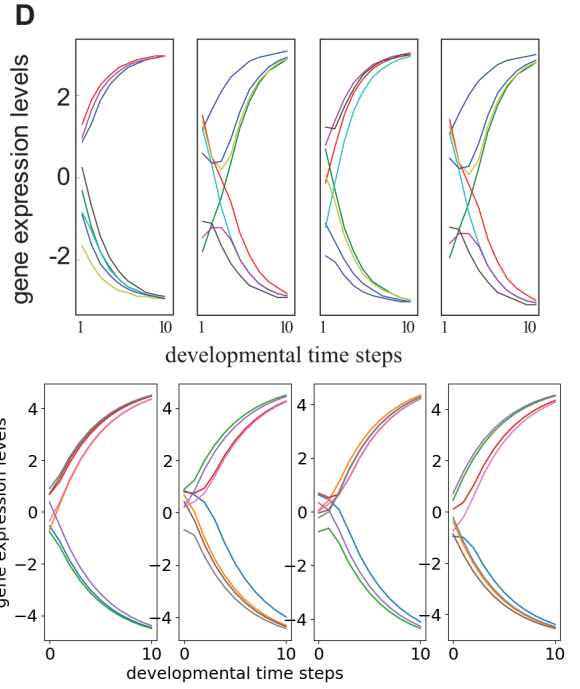 D
gene expression levels
2
0
-2
1 10 1 10 1 10 1 10
developmental time steps
gene expression levels
4 4 4 4
2 2 2 2
0 0 0 0
−2 −2 −2 −2
−4 −4 −4 −4
0 10 0 10 0 10 0 10
developmental time steps